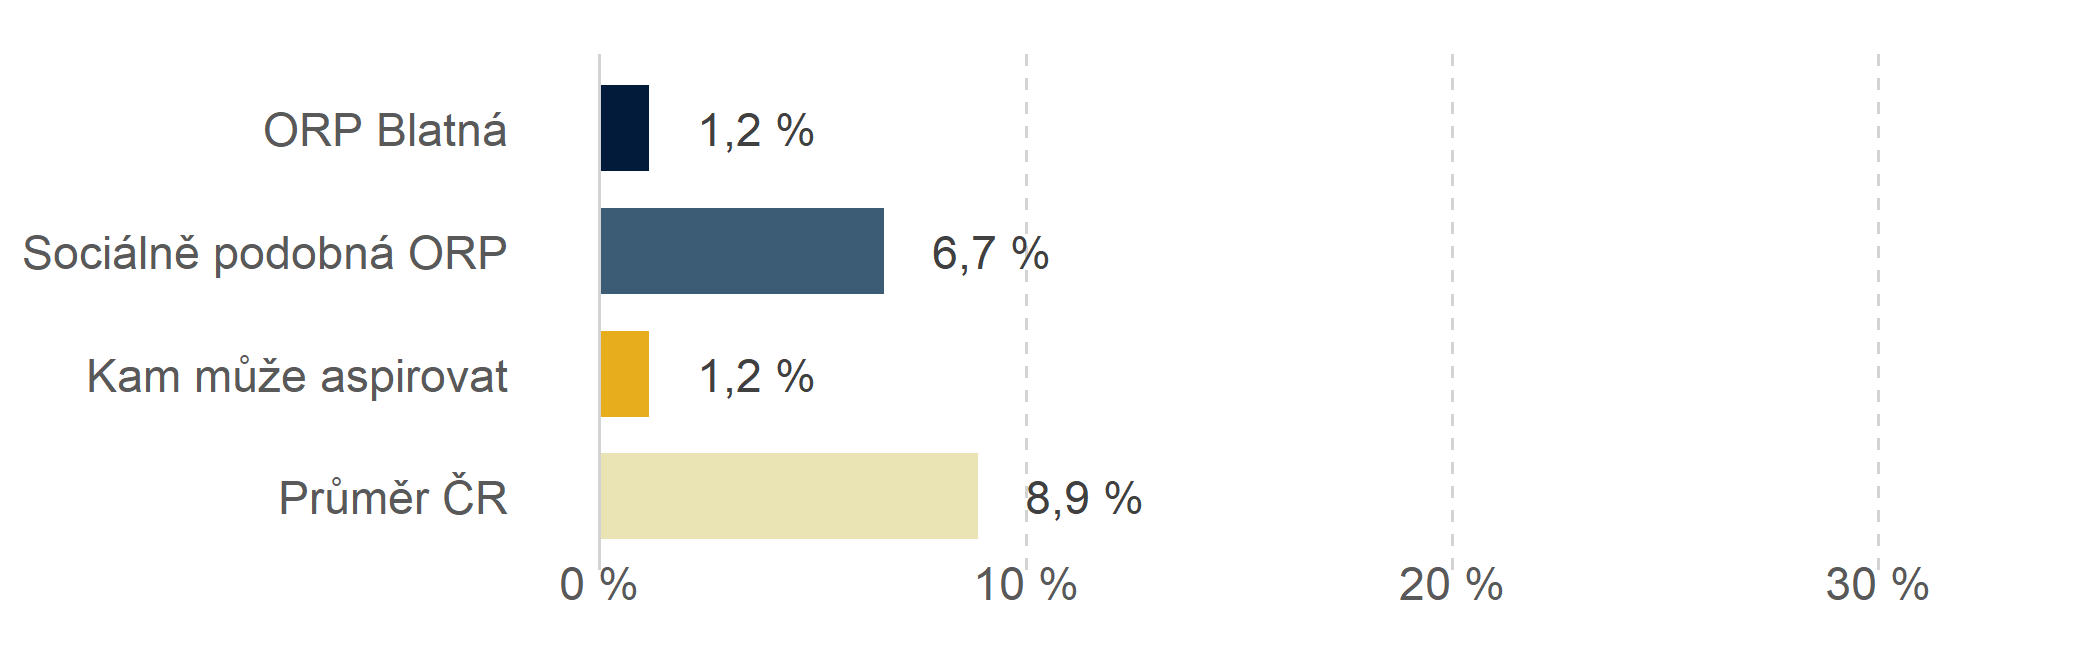 ORP Blatná 1,2 %
Sociálně podobná ORP 6,7 %
Kam může aspirovat 1,2 %
Průměr ČR 8,9 %
0 % 10 % 20 % 30 %